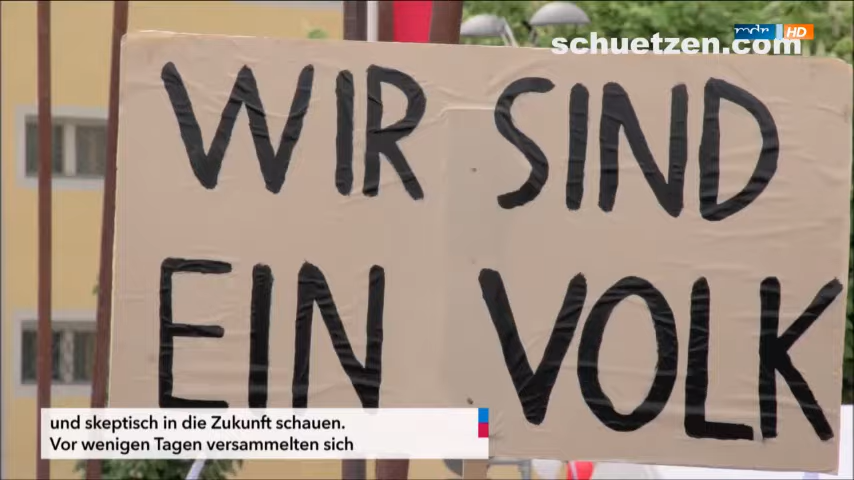 mdr HD
schuetzen.com
WIR SIND
EIN VOLK
und skeptisch in die Zukunft schauen.
Vor wenigen Tagen versammelten sich